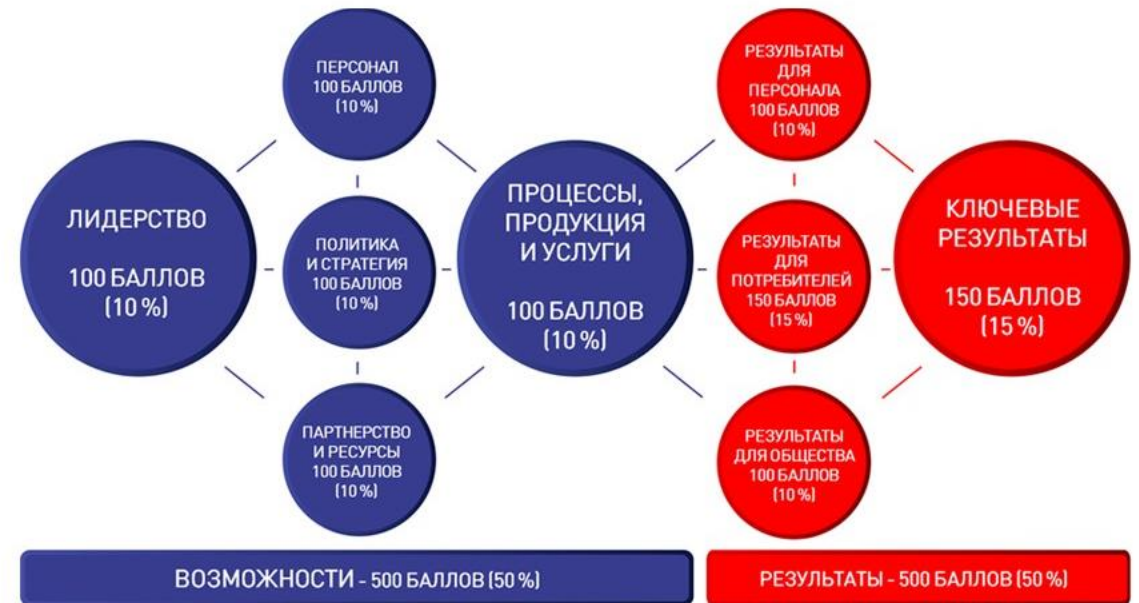 ЛИДЕРСТВО
100 БАЛЛОВ
(10 %)
ПЕРСОНАЛ
100 БАЛЛОВ
(10 %)
ПОЛИТИКА
И СТРАТЕГИЯ
100 БАЛЛОВ
(10 %)
ПАРТНЕРСТВО
И РЕСУРСЫ
100 БАЛЛОВ
(10 %)
ПРОЦЕССЫ,
ПРОДУКЦИЯ
И УСЛУГИ
100 БАЛЛОВ
(10 %)
РЕЗУЛЬТАТЫ
ДЛЯ
ПЕРСОНАЛА
100 БАЛЛОВ
(10 %)
РЕЗУЛЬТАТЫ
ДЛЯ
ПОТРЕБИТЕЛЕЙ
150 БАЛЛОВ
(15 %)
РЕЗУЛЬТАТЫ
ДЛЯ ОБЩЕСТВА
100 БАЛЛОВ
(10 %)
КЛЮЧЕВЫЕ
РЕЗУЛЬТАТЫ
150 БАЛЛОВ
(15 %)
ВОЗМОЖНОСТИ - 500 БАЛЛОВ (50 %)
РЕЗУЛЬТАТЫ - 500 БАЛЛОВ (50 %)